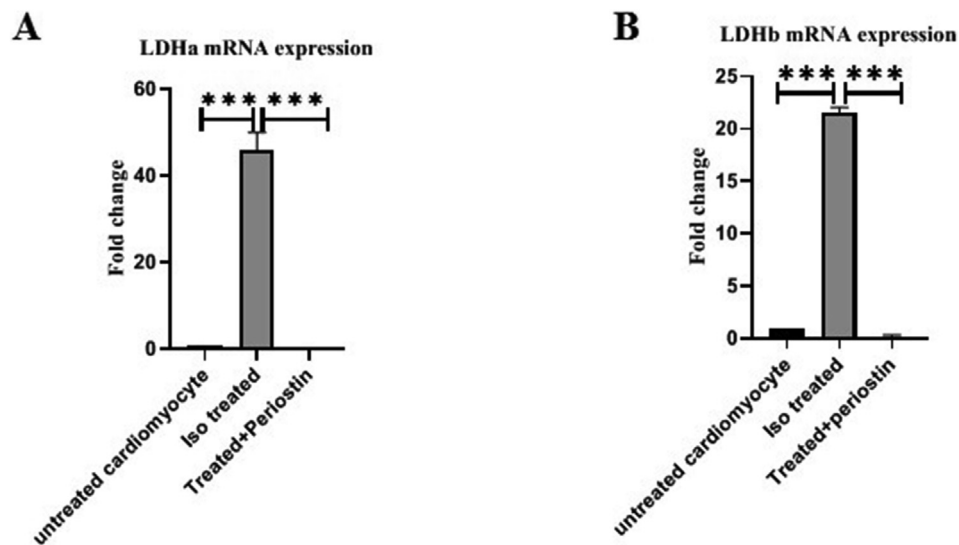 A
LDHa mRNA expression
*** ***
60
40
20
0
Fold change
untreated cardiomyocyte
Iso treated
Treated+Periostin
B
LDHb mRNA expression
*** ***
25
20
15
10
5
0
Fold change
untreated cardiomyocyte
Iso treated
Treated+periostin